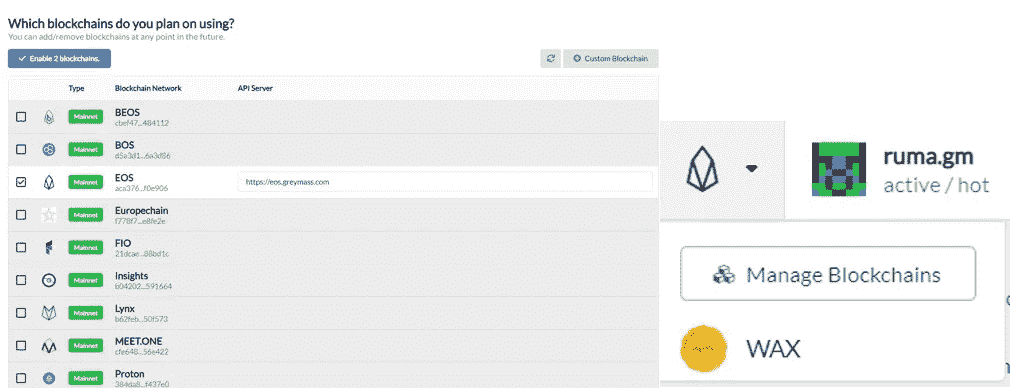 Which blockchains do you plan on using?
You can add/remove blockchains at any point in the future.
Enable 2 blockchains.
Custom Blockchain
Type Blockchain Network API Server
Mainnet BEOS
cbef47...484112
Mainnet BOS
d5a3d1...6a3d86
Mainnet EOS https://eos.greymass.com
aca376...f0e906
Mainnet Europechain
f778f7...e8fe2e
Mainnet FIO
21dcae...88bd1c
Mainnet Insights
b04202...591664
Mainnet Lynx
b62feb...50f573
Mainnet MEET.ONE
cfe648...56e422
Mainnet Proton
384da8...f437e0
ruma.gm
active / hot
Manage Blockchains
WAX